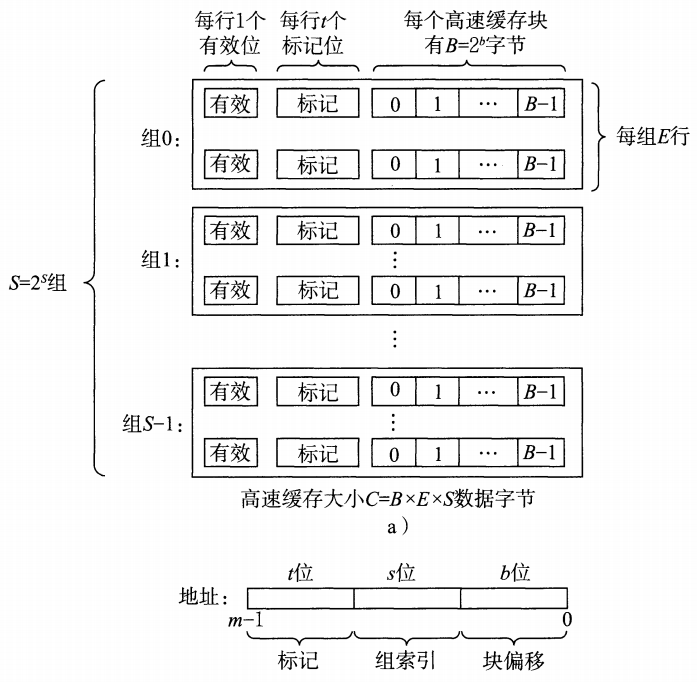 每行1个 每行t个 每个高速缓存块
有效位 标记位 有B=2ᵇ字节
有效 标记 0 1 … B−1
组0: 每组E行
有效 标记 0 1 … B−1
有效 标记 0 1 … B−1
组1: ⋮
有效 标记 0 1 … B−1
S=2ˢ组
⋮
有效 标记 0 1 … B−1
组S−1: ⋮
有效 标记 0 1 … B−1
高速缓存大小C=B×E×S数据字节
a)
t位 s位 b位
地址:
m−1 0
标记 组索引 块偏移